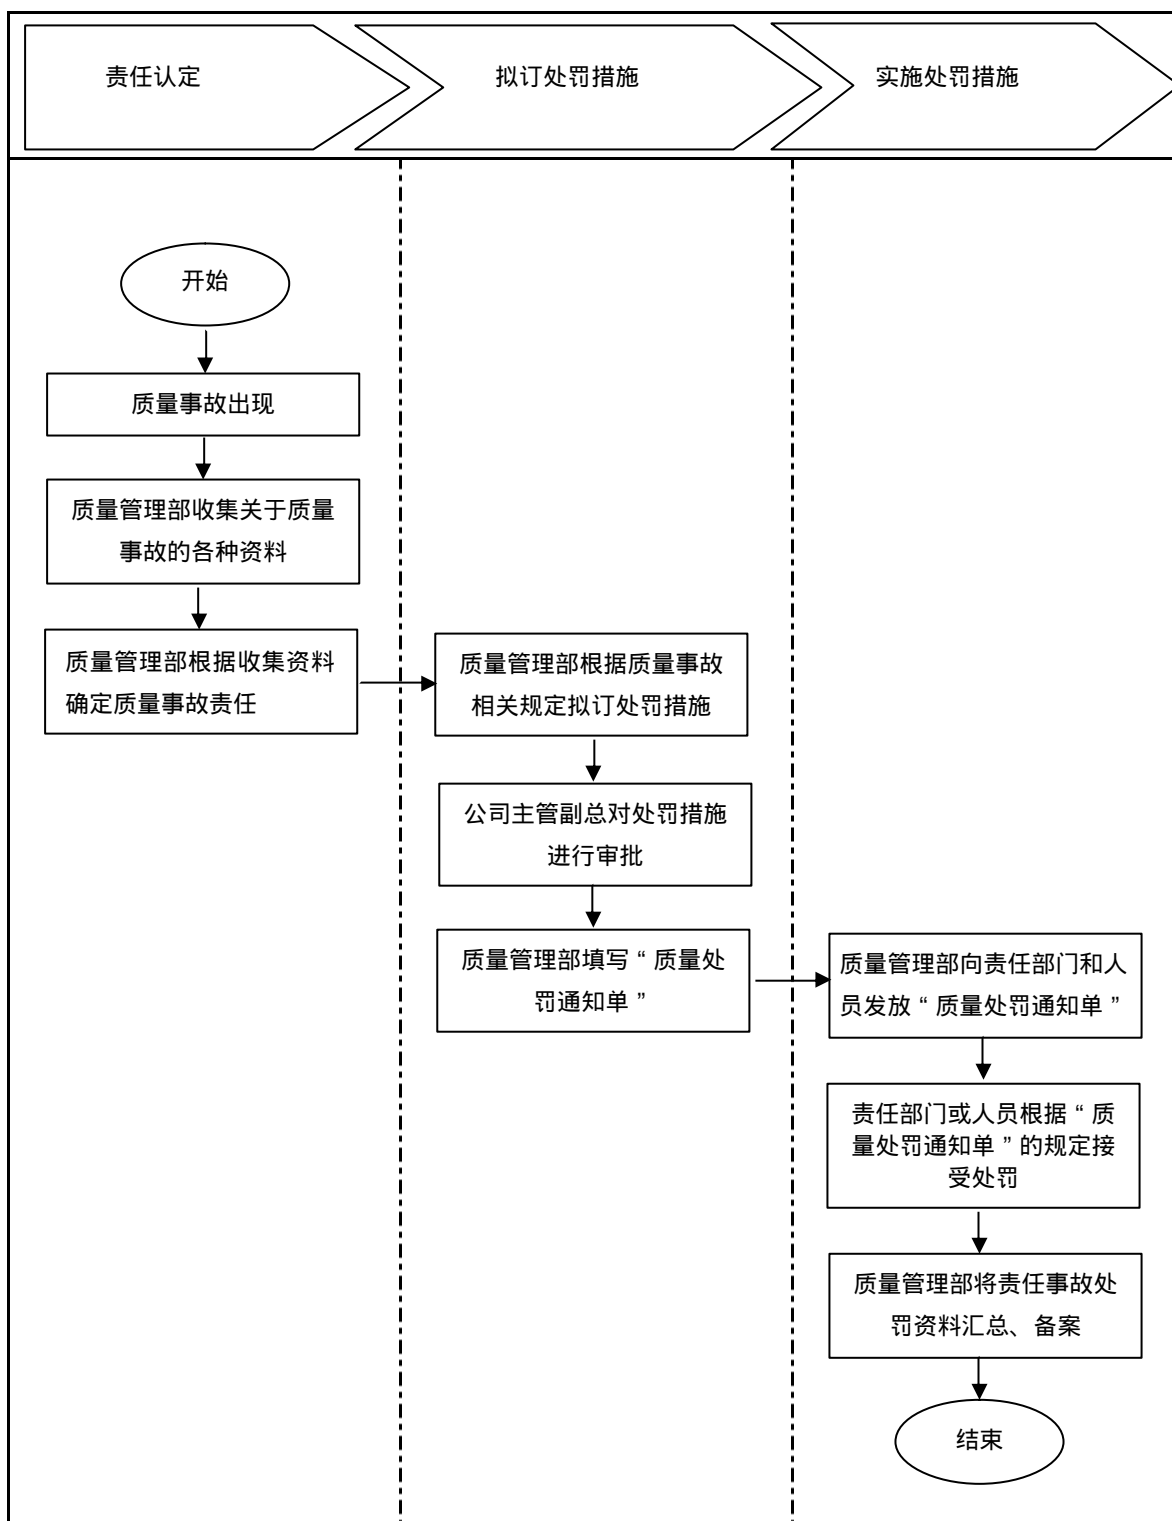 责任认定
拟订处罚措施
实施处罚措施
开始
质量事故出现
质量管理部收集关于质量
事故的各种资料
质量管理部根据收集资料
确定质量事故责任
质量管理部根据质量事故
相关规定拟订处罚措施
公司主管副总对处罚措施
进行审批
质量管理部填写“质量处
罚通知单”
质量管理部向责任部门和人
员发放“质量处罚通知单”
责任部门或人员根据“质
量处罚通知单”的规定接
受处罚
质量管理部将责任事故处
罚资料汇总、备案
结束